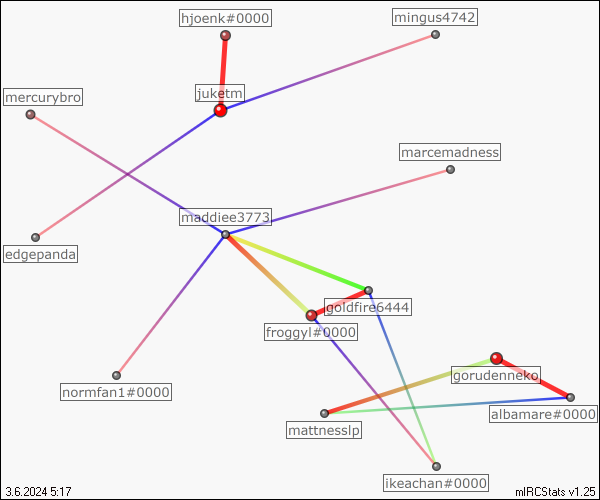 hjoenk#0000
mingus4742
mercurybro
juketm
marcemadness
maddiee3773
edgepanda
goldfire6444
froggyl#0000
gorudenneko
normfan1#0000
albamare#0000
mattnesslp
ikeachan#0000
3.6.2024 5:17
mIRCStats v1.25